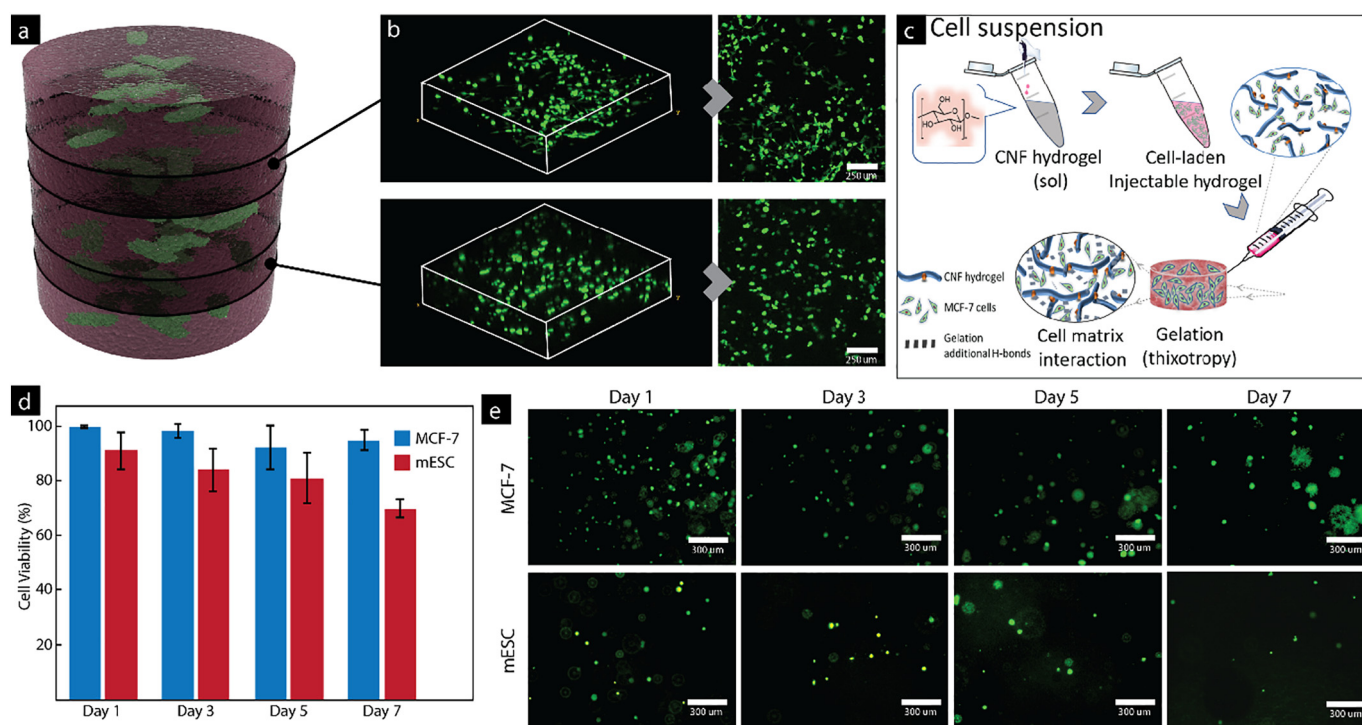 a
b
250 um
250 um
c Cell suspension
HO
OH
OH
O
CNF hydrogel
(sol)
Cell-laden
Injectable hydrogel
CNF hydrogel
MCF-7 cells
Gelation
additional H-bonds
Cell matrix
interaction
Gelation
(thixotropy)
d
Cell Viability (%)
100
80
60
40
20
MCF-7
mESC
Day 1
Day 3
Day 5
Day 7
e
Day 1
Day 3
Day 5
Day 7
MCF-7
300 um
300 um
300 um
300 um
mESC
300 um
300 um
300 um
300 um